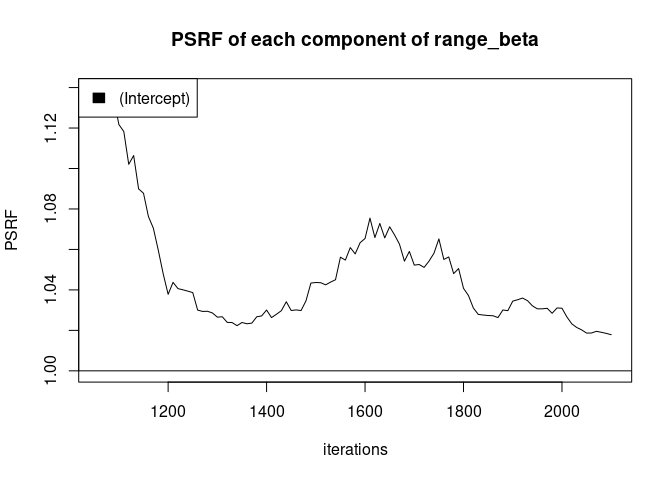 PSRF of each component of range_beta
(Intercept)
PSRF
1.00
1.04
1.08
1.12
1200
1400
1600
1800
2000
iterations